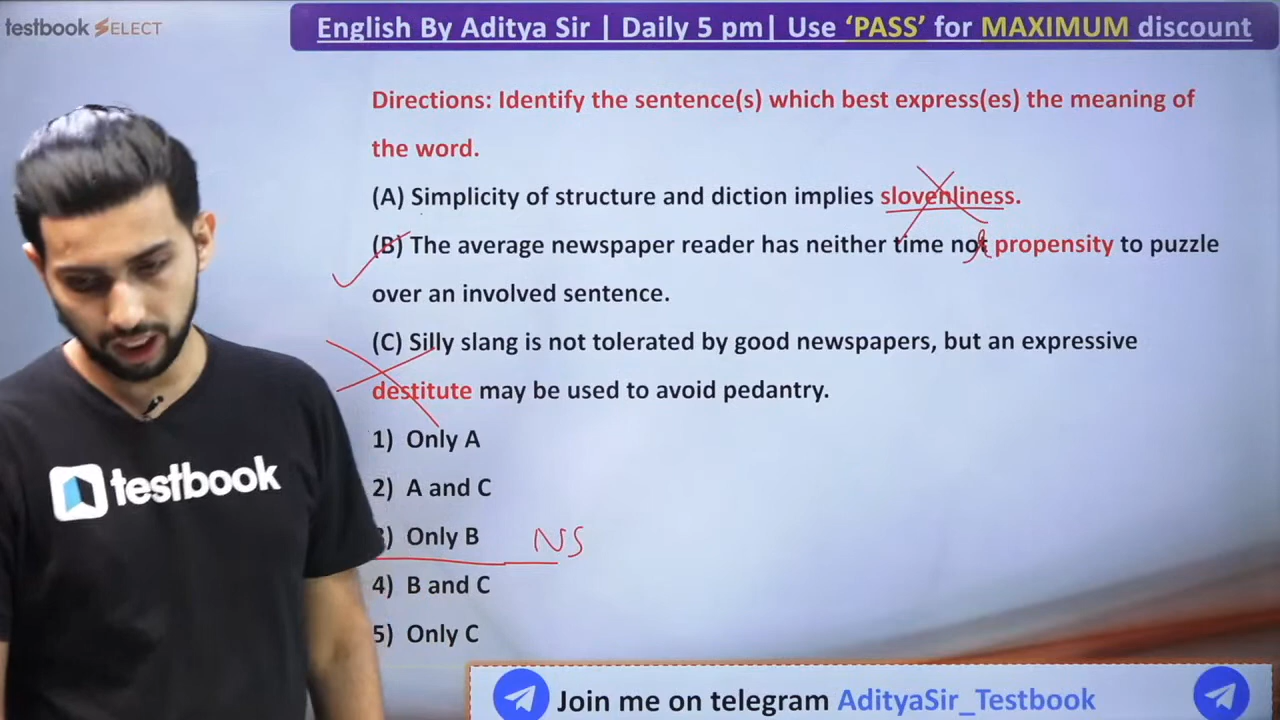 testbook SELECT
English By Aditya Sir | Daily 5 pm| Use ‘PASS’ for MAXIMUM discount
Directions: Identify the sentence(s) which best express(es) the meaning of
the word.
(A) Simplicity of structure and diction implies slovenliness.
(B) The average newspaper reader has neither time not propensity to puzzle
over an involved sentence.
(C) Silly slang is not tolerated by good newspapers, but an expressive
destitute may be used to avoid pedantry.
1) Only A
2) A and C
3) Only B NS
4) B and C
5) Only C
testbook
Join me on telegram AdityaSir_Testbook